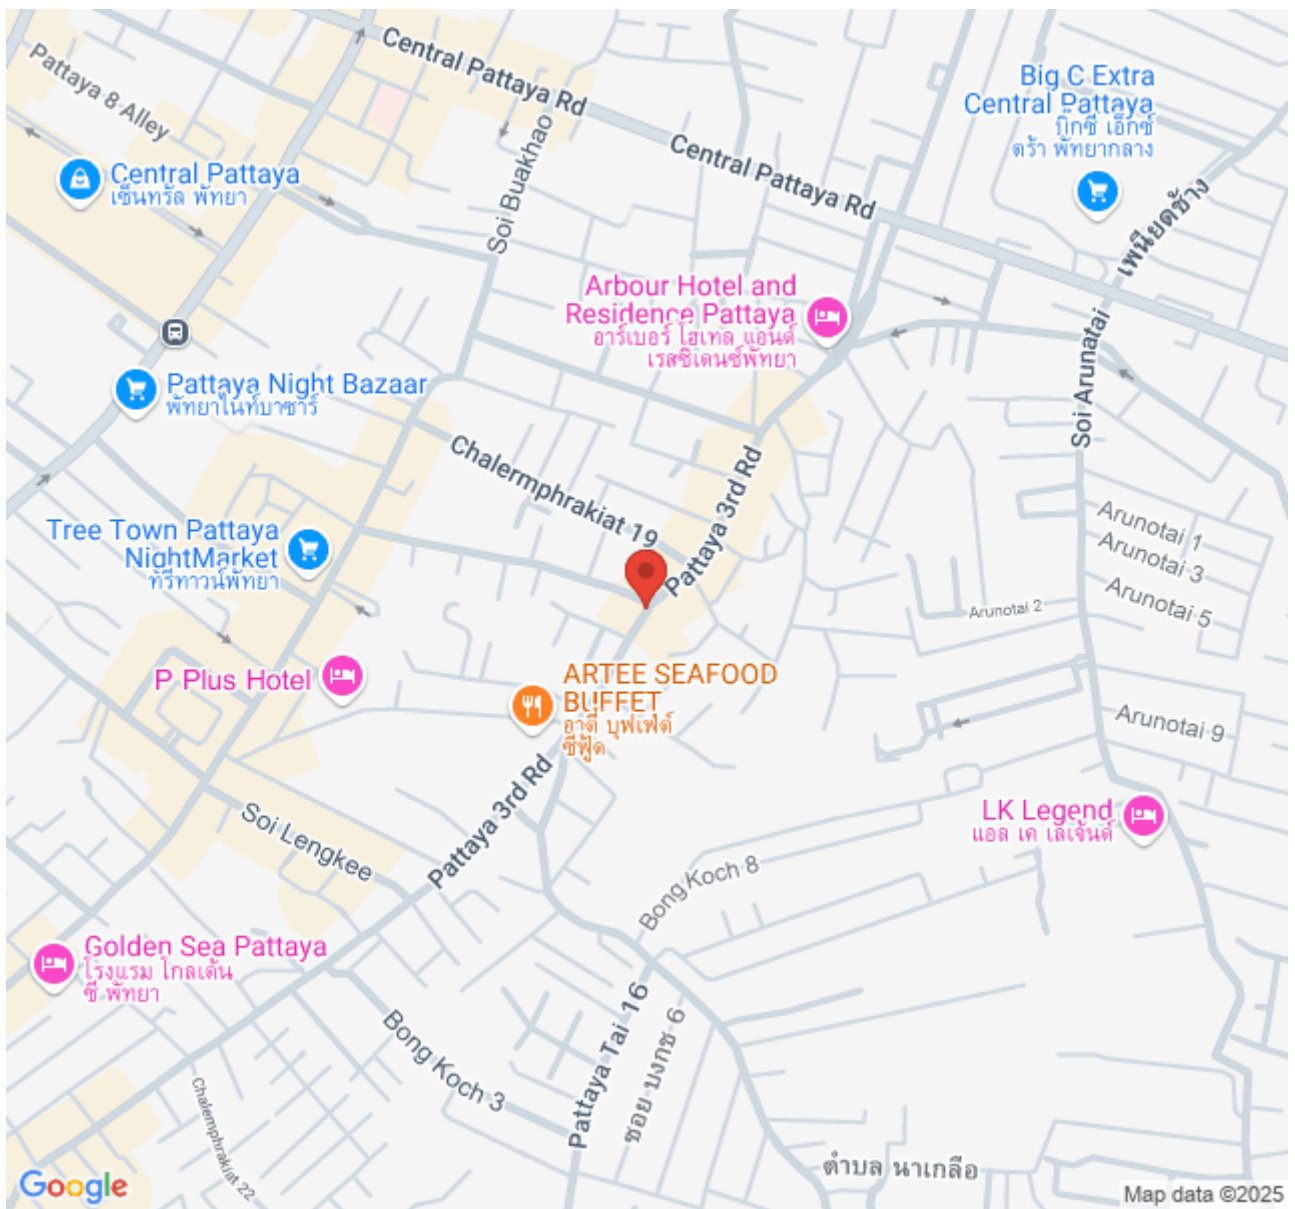 Central Pattaya Rd
Pattaya 8 Alley
Big C Extra
Central Pattaya
บิ๊กซี เอ็กซ์
ตร้า พัทยากลาง
Soi Buakhao
Central Pattaya Rd
Central Pattaya
เซ็นทรัล พัทยา
เพนียดช้าง
Arbour Hotel and
Residence Pattaya
อาร์เบอร์ โฮเทล แอนด์
เรสซิเดนซ์พัทยา
Soi Arunatai
Pattaya Night Bazaar
พัทยาไนท์บาซาร์
Chalermphrakiat 19
Pattaya 3rd Rd
Tree Town Pattaya
NightMarket
ทรีทาวน์พัทยา
Arunotai 1
Arunotai 3
Arunotai 5
Arunotai 2
P Plus Hotel
ARTEE SEAFOOD
BUFFET
อาตี บุฟเฟ่ต์
ซีฟู้ด
Arunotai 9
Pattaya 3rd Rd
Soi Lengkee
LK Legend
แอล เค เลเจ้นด์
Bong Koch 8
Golden Sea Pattaya
โรงแรม โกลเด้น
ซี พัทยา
Pattaya Tai 16
ซอย บงกช 6
Bong Koch 3
Chalermphrakiat 22
ตำบล นาเกลือ
Google
Map data ©2025